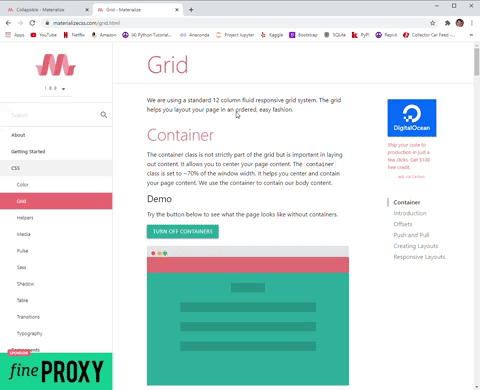 Collapsible - Materialize
Grid - Materialize
materializecss.com/grid.html
Apps
YouTube
Netflix
Amazon
(4) Python Tutorial...
Anaconda
Project Jupyter
Kaggle
Bootstrap
SQLite
PyPi
Repl.it
Collector Car Feed -...
1.0.0
Search
About
Getting Started
CSS
Color
Grid
Helpers
Media
Pulse
Sass
Shadow
Table
Transitions
Typography
Components
SPONSOR
fine PROXY
Grid
We are using a standard 12 column fluid responsive grid system. The grid
helps you layout your page in an ordered, easy fashion.
Container
The container class is not strictly part of the grid but is important in laying
out content. It allows you to center your page content. The container
class is set to ~70% of the window width. It helps you center and contain
your page content. We use the container to contain our body content.
Demo
Try the button below to see what the page looks like without containers.
TURN OFF CONTAINERS
DigitalOcean
Ship your code to
production in just a
few clicks. Get $100
free credit.
ads via Carbon
Container
Introduction
Offsets
Push and Pull
Creating Layouts
Responsive Layouts